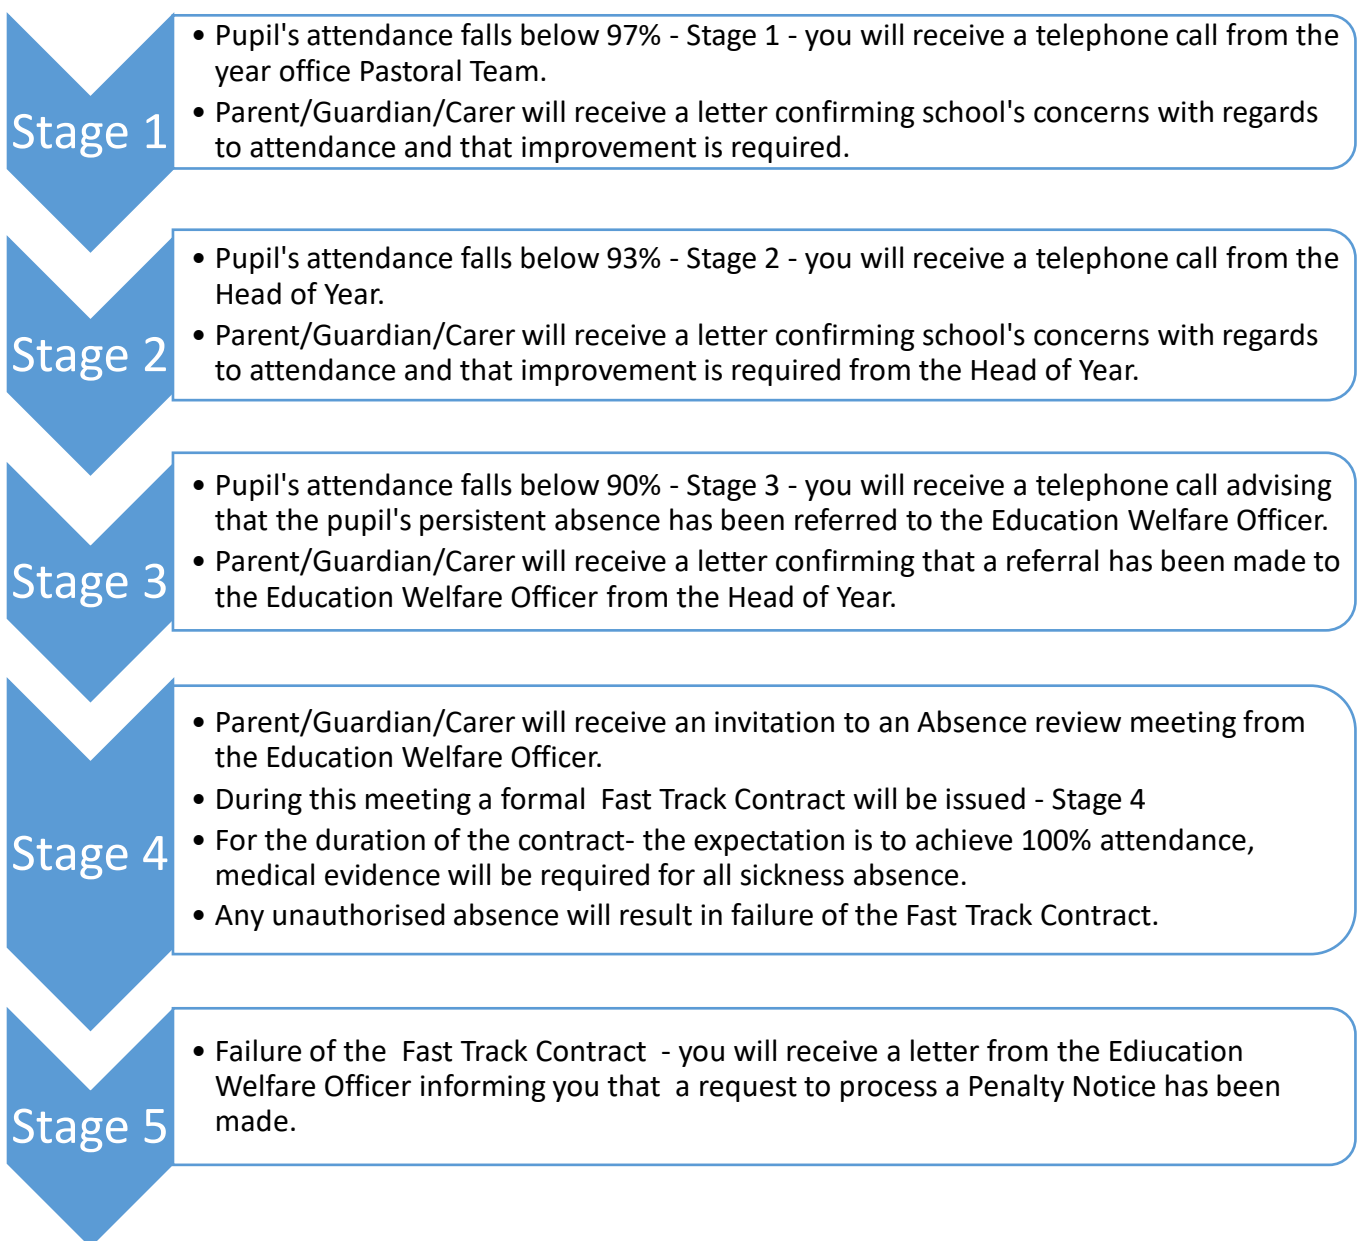 Stage 1
• Pupil's attendance falls below 97% - Stage 1 - you will receive a telephone call from the
year office Pastoral Team.
• Parent/Guardian/Carer will receive a letter confirming school's concerns with regards
to attendance and that improvement is required.
Stage 2
• Pupil's attendance falls below 93% - Stage 2 - you will receive a telephone call from the
Head of Year.
• Parent/Guardian/Carer will receive a letter confirming school's concerns with regards
to attendance and that improvement is required from the Head of Year.
Stage 3
• Pupil's attendance falls below 90% - Stage 3 - you will receive a telephone call advising
that the pupil's persistent absence has been referred to the Education Welfare Officer.
• Parent/Guardian/Carer will receive a letter confirming that a referral has been made to
the Education Welfare Officer from the Head of Year.
Stage 4
• Parent/Guardian/Carer will receive an invitation to an Absence review meeting from
the Education Welfare Officer.
• During this meeting a formal  Fast Track Contract will be issued - Stage 4
• For the duration of the contract- the expectation is to achieve 100% attendance,
medical evidence will be required for all sickness absence.
• Any unauthorised absence will result in failure of the Fast Track Contract.
Stage 5
• Failure of the  Fast Track Contract  - you will receive a letter from the Ediucation
Welfare Officer informing you that  a request to process a Penalty Notice has been
made.